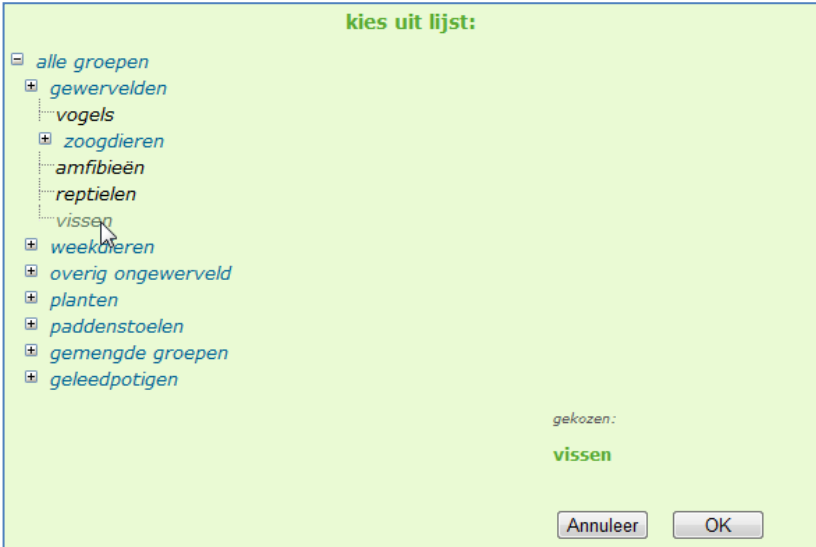 kies uit lijst:
alle groepen
gewervelden
vogels
zoogdieren
amfibieën
reptielen
vissen
weekdieren
overig ongewerveld
planten
paddenstoelen
gemengde groepen
geleedpotigen
gekozen:
vissen
Annuleer OK